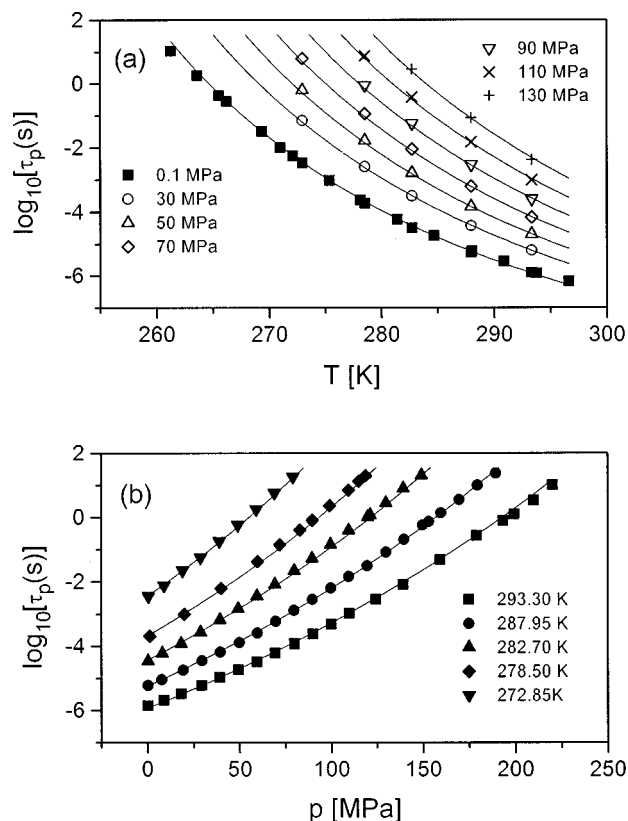 2
0
-2
-4
-6
log10[τp(s)]
(a)
90 MPa
110 MPa
130 MPa
0.1 MPa
30 MPa
50 MPa
70 MPa
260
270
280
290
300
T [K]
2
0
-2
-4
-6
log10[τp(s)]
(b)
293.30 K
287.95 K
282.70 K
278.50 K
272.85K
0
50
100
150
200
250
p [MPa]